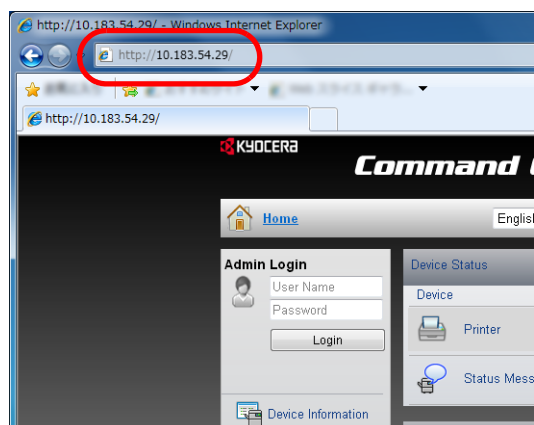 http://10.183.54.29/ - Windows Internet Explorer
http://10.183.54.29/
http://10.183.54.29/
KYOCERA
Command
Home
English
Admin Login
User Name
Password
Login
Device Information
Device Status
Device
Printer
Status Mess